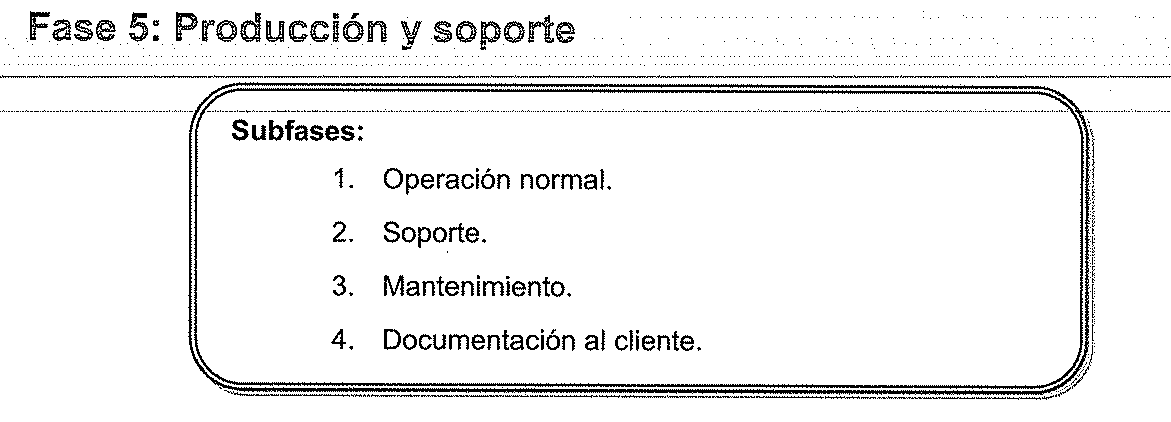 Fase 5: Producción y soporte
Subfases:
1. Operación normal.
2. Soporte.
3. Mantenimiento.
4. Documentación al cliente.